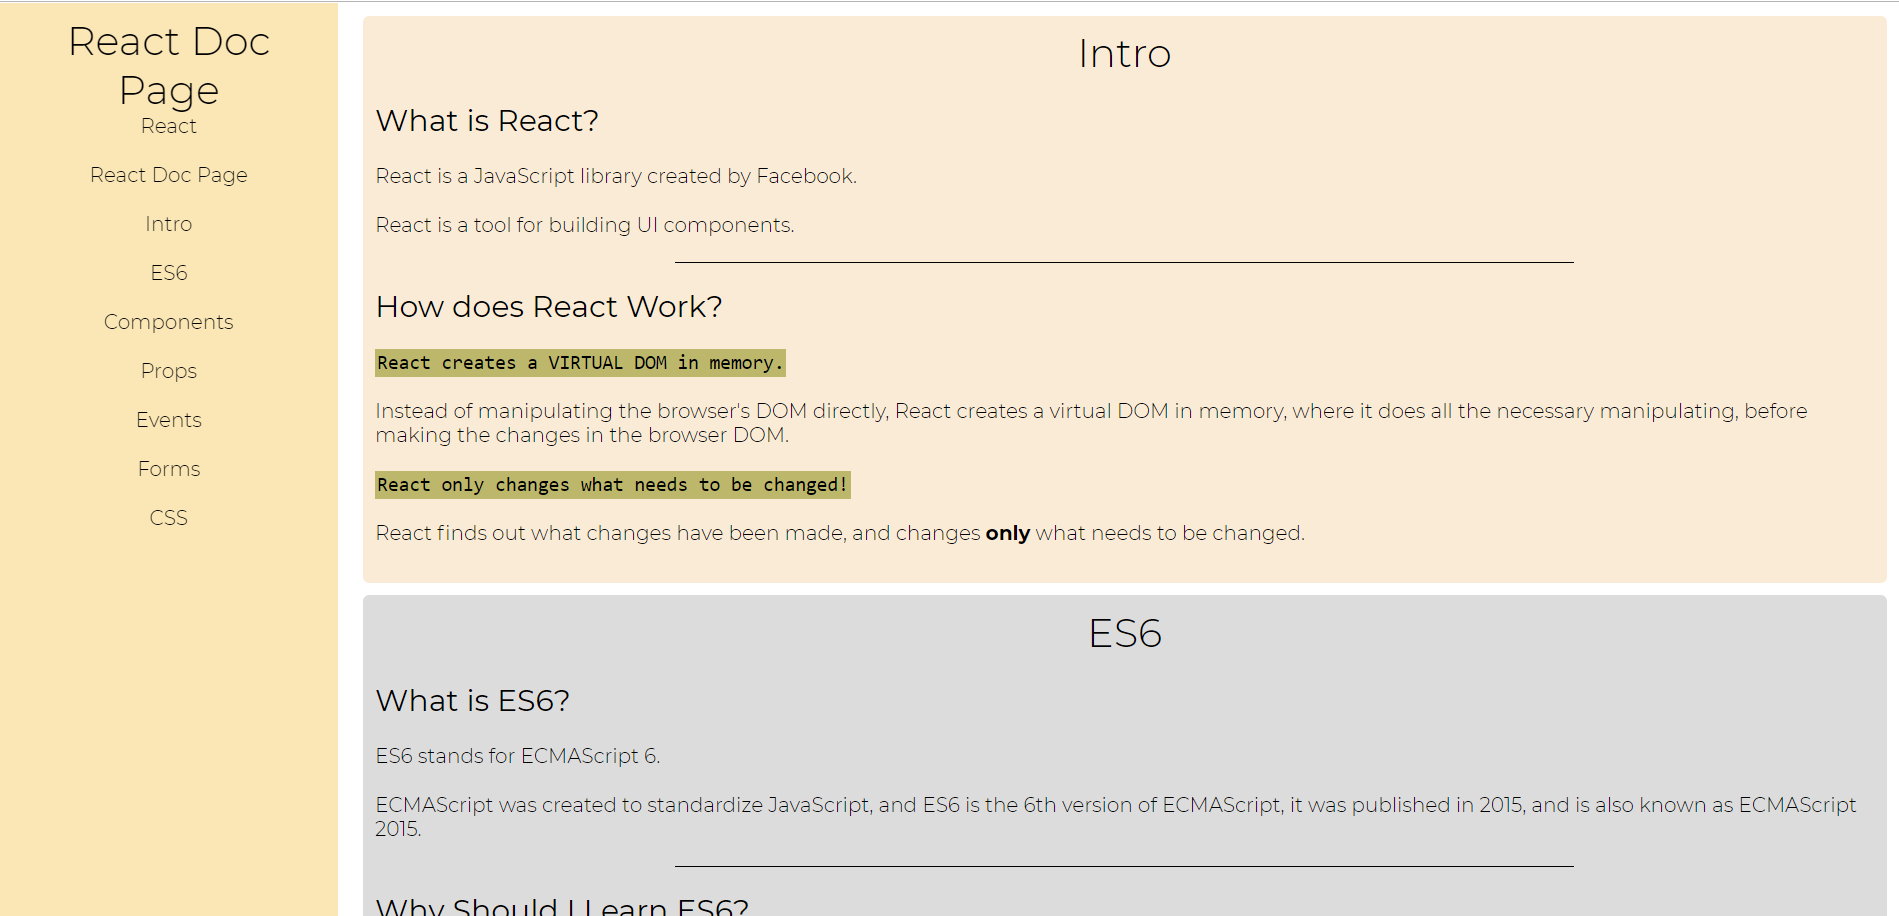 React Doc
Page
React
React Doc Page
Intro
ES6
Components
Props
Events
Forms
CSS
Intro
What is React?
React is a JavaScript library created by Facebook.
React is a tool for building UI components.
How does React Work?
React creates a VIRTUAL DOM in memory.
Instead of manipulating the browser's DOM directly, React creates a virtual DOM in memory, where it does all the necessary manipulating, before
making the changes in the browser DOM.
React only changes what needs to be changed!
React finds out what changes have been made, and changes only what needs to be changed.
ES6
What is ES6?
ES6 stands for ECMAScript 6.
ECMAScript was created to standardize JavaScript, and ES6 is the 6th version of ECMAScript, it was published in 2015, and is also known as ECMAScript
2015.
Why Should I Learn ES6?